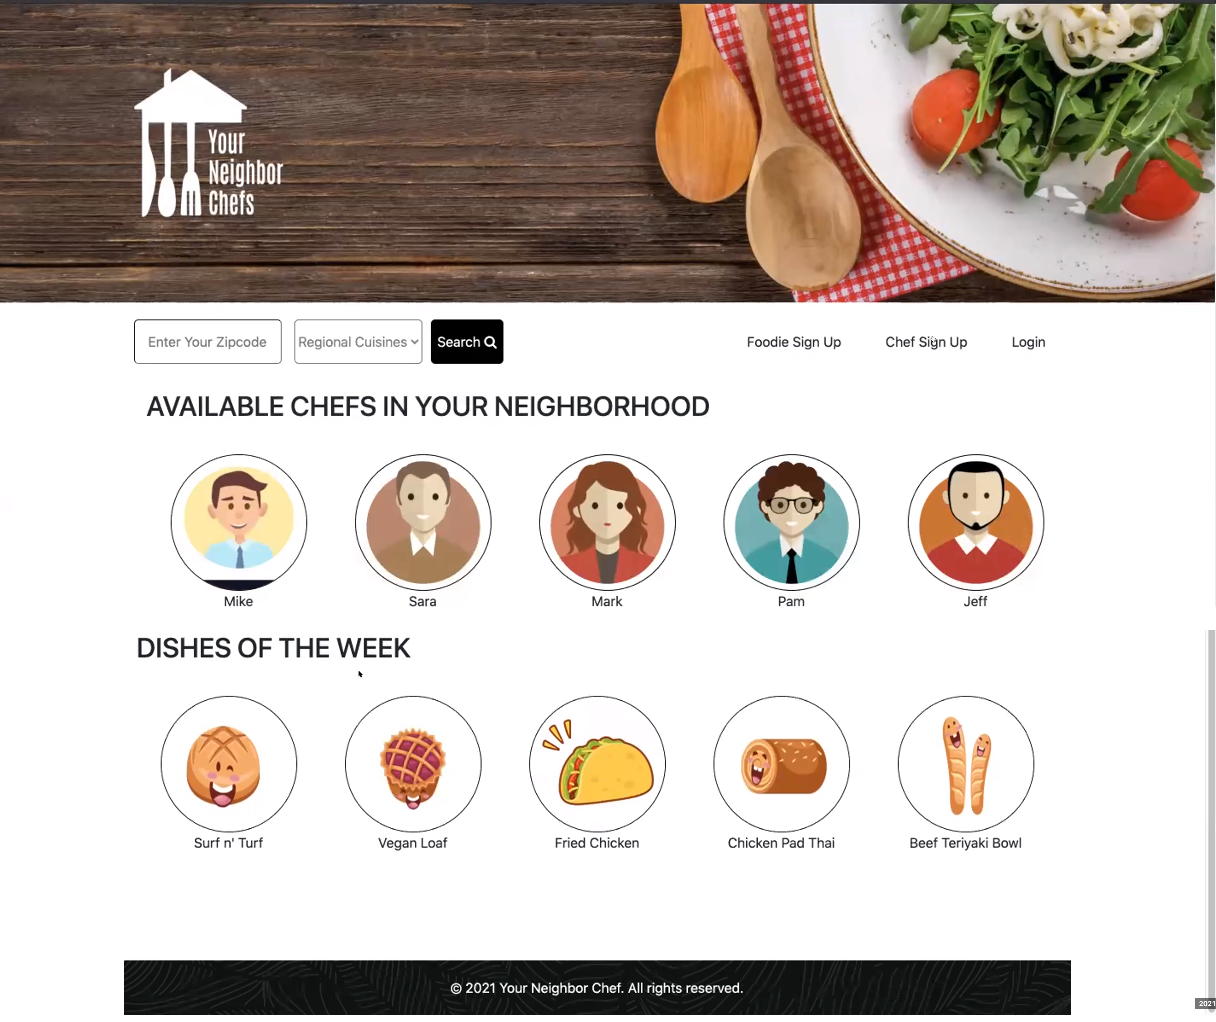 Your
Neighbor
Chefs
Enter Your Zipcode
Regional Cuisines
Search
Foodie Sign Up
Chef Sign Up
Login
AVAILABLE CHEFS IN YOUR NEIGHBORHOOD
Mike
Sara
Mark
Pam
Jeff
DISHES OF THE WEEK
Surf n' Turf
Vegan Loaf
Fried Chicken
Chicken Pad Thai
Beef Teriyaki Bowl
© 2021 Your Neighbor Chef. All rights reserved.
2021